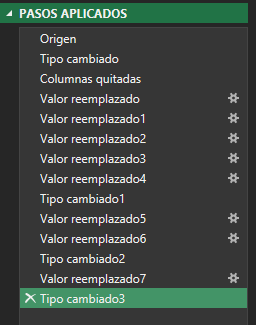 PASOS APLICADOS
Origen
Tipo cambiado
Columnas quitadas
Valor reemplazado
Valor reemplazado1
Valor reemplazado2
Valor reemplazado3
Valor reemplazado4
Tipo cambiado1
Valor reemplazado5
Valor reemplazado6
Tipo cambiado2
Valor reemplazado7
Tipo cambiado3